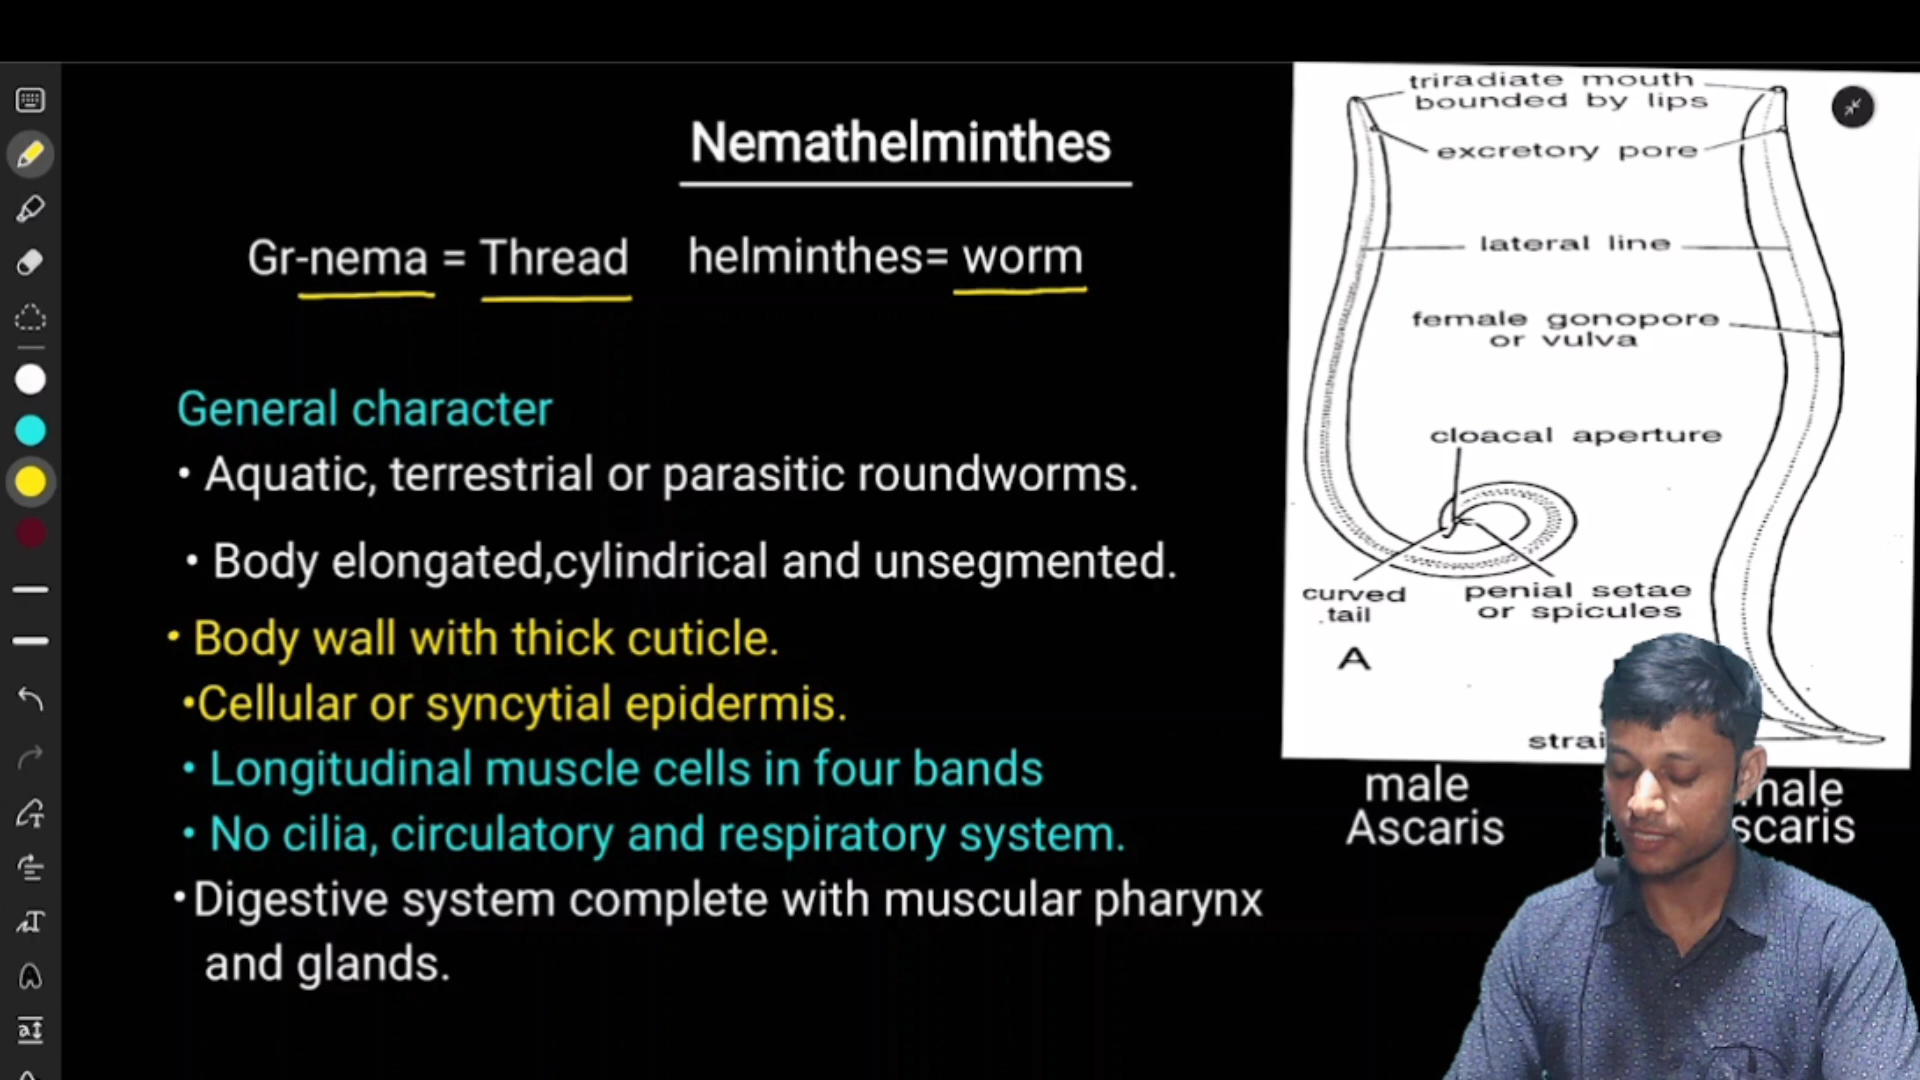 Nemathelminthes
Gr-nema = Thread helminthes= worm
General character
• Aquatic, terrestrial or parasitic roundworms.
• Body elongated,cylindrical and unsegmented.
• Body wall with thick cuticle.
•Cellular or syncytial epidermis.
• Longitudinal muscle cells in four bands
• No cilia, circulatory and respiratory system.
•Digestive system complete with muscular pharynx
and glands.
triradiate mouth
bounded by lips
excretory pore
lateral line
female gonopore
or vulva
cloacal aperture
curved
tail
penial setae
or spicules
A
male
Ascaris